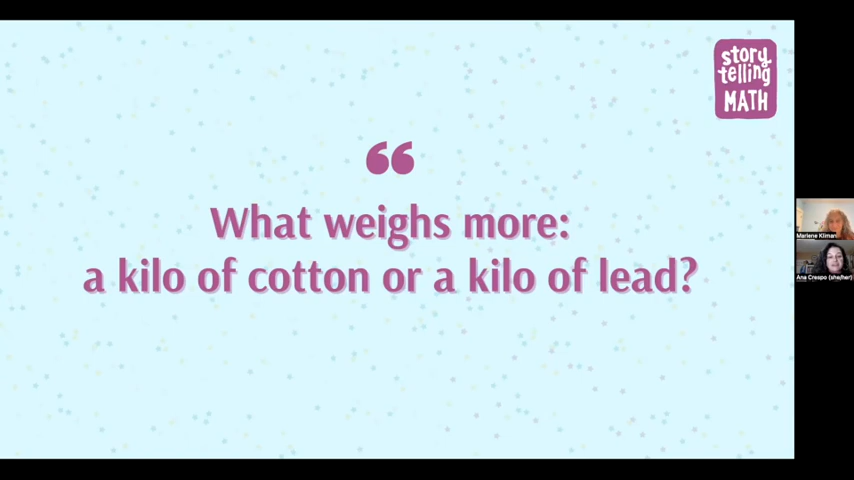 story
telling
MATH
“
What weighs more:
a kilo of cotton or a kilo of lead?
Marlene Kliman
Ana Crespo (she/her)